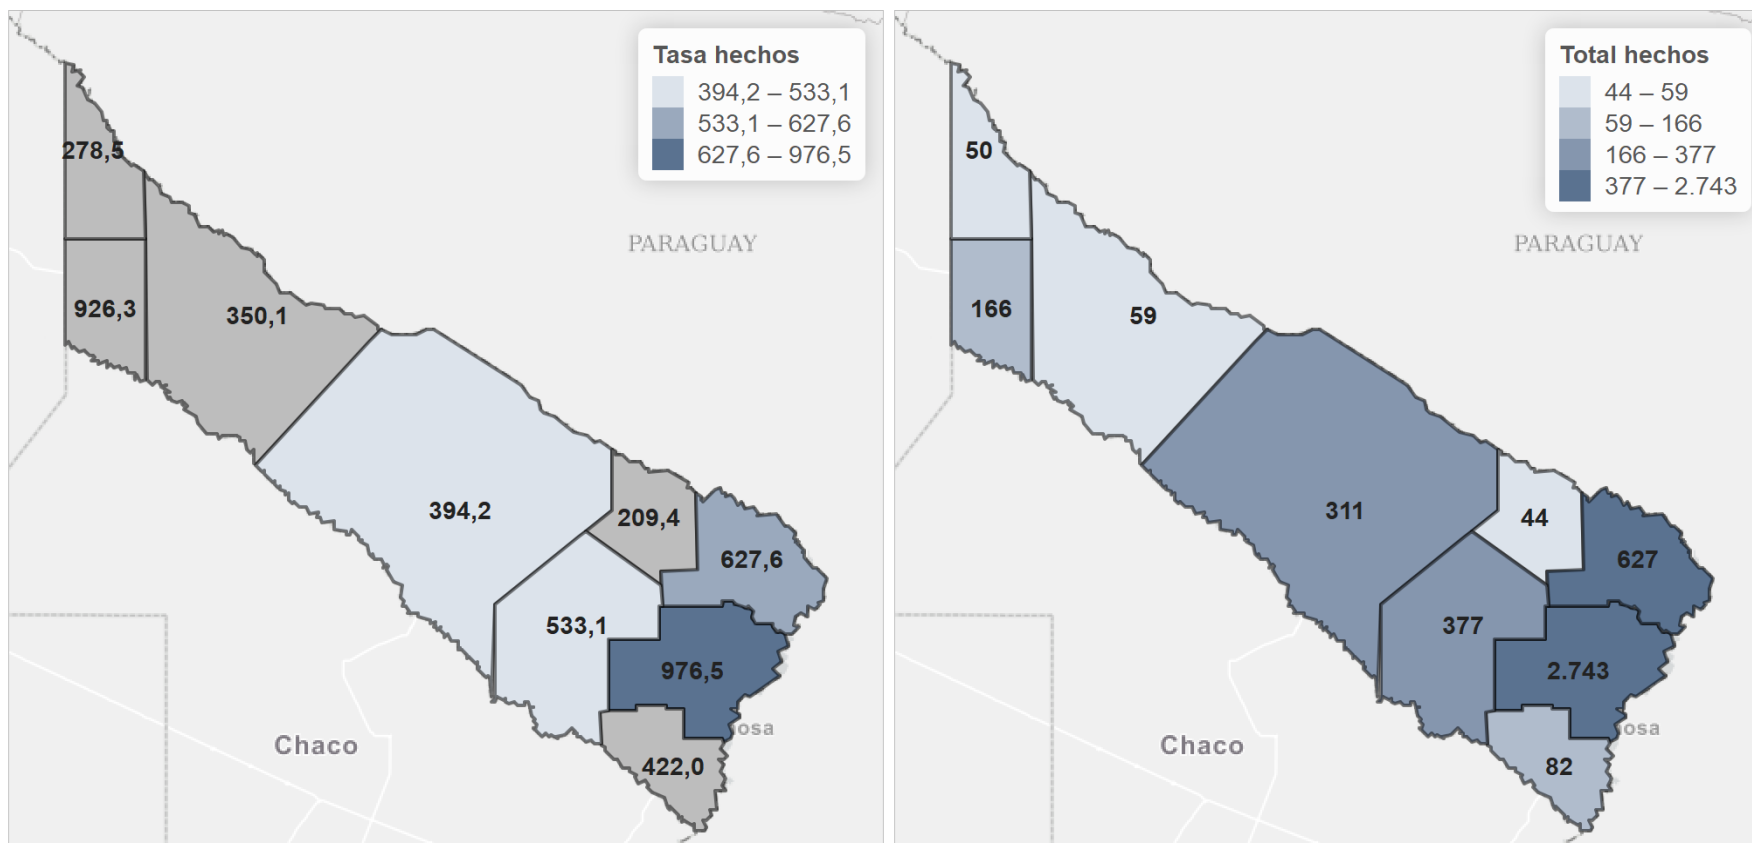 Tasa hechos
394,2 – 533,1
533,1 – 627,6
627,6 – 976,5
278,5
PARAGUAY
926,3
350,1
394,2
209,4
627,6
533,1
976,5
osa
Chaco
422,0
Total hechos
44 – 59
59 – 166
166 – 377
377 – 2.743
50
PARAGUAY
166
59
311
44
627
377
2.743
osa
Chaco
82